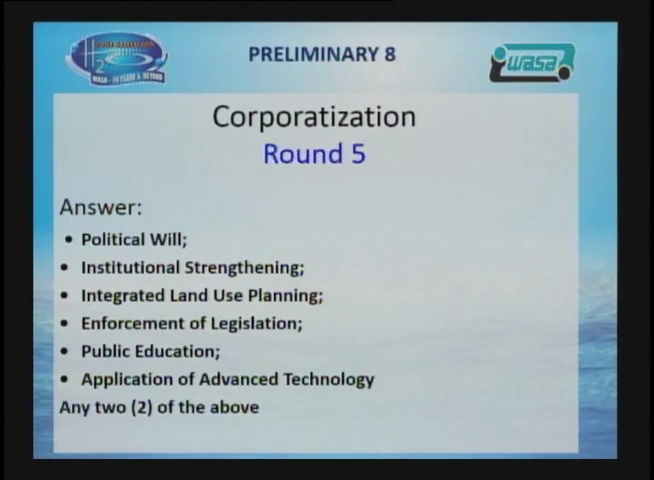 PRELIMINARY 8
wasa
Corporatization
Round 5
Answer:
• Political Will;
• Institutional Strengthening;
• Integrated Land Use Planning;
• Enforcement of Legislation;
• Public Education;
• Application of Advanced Technology
Any two (2) of the above